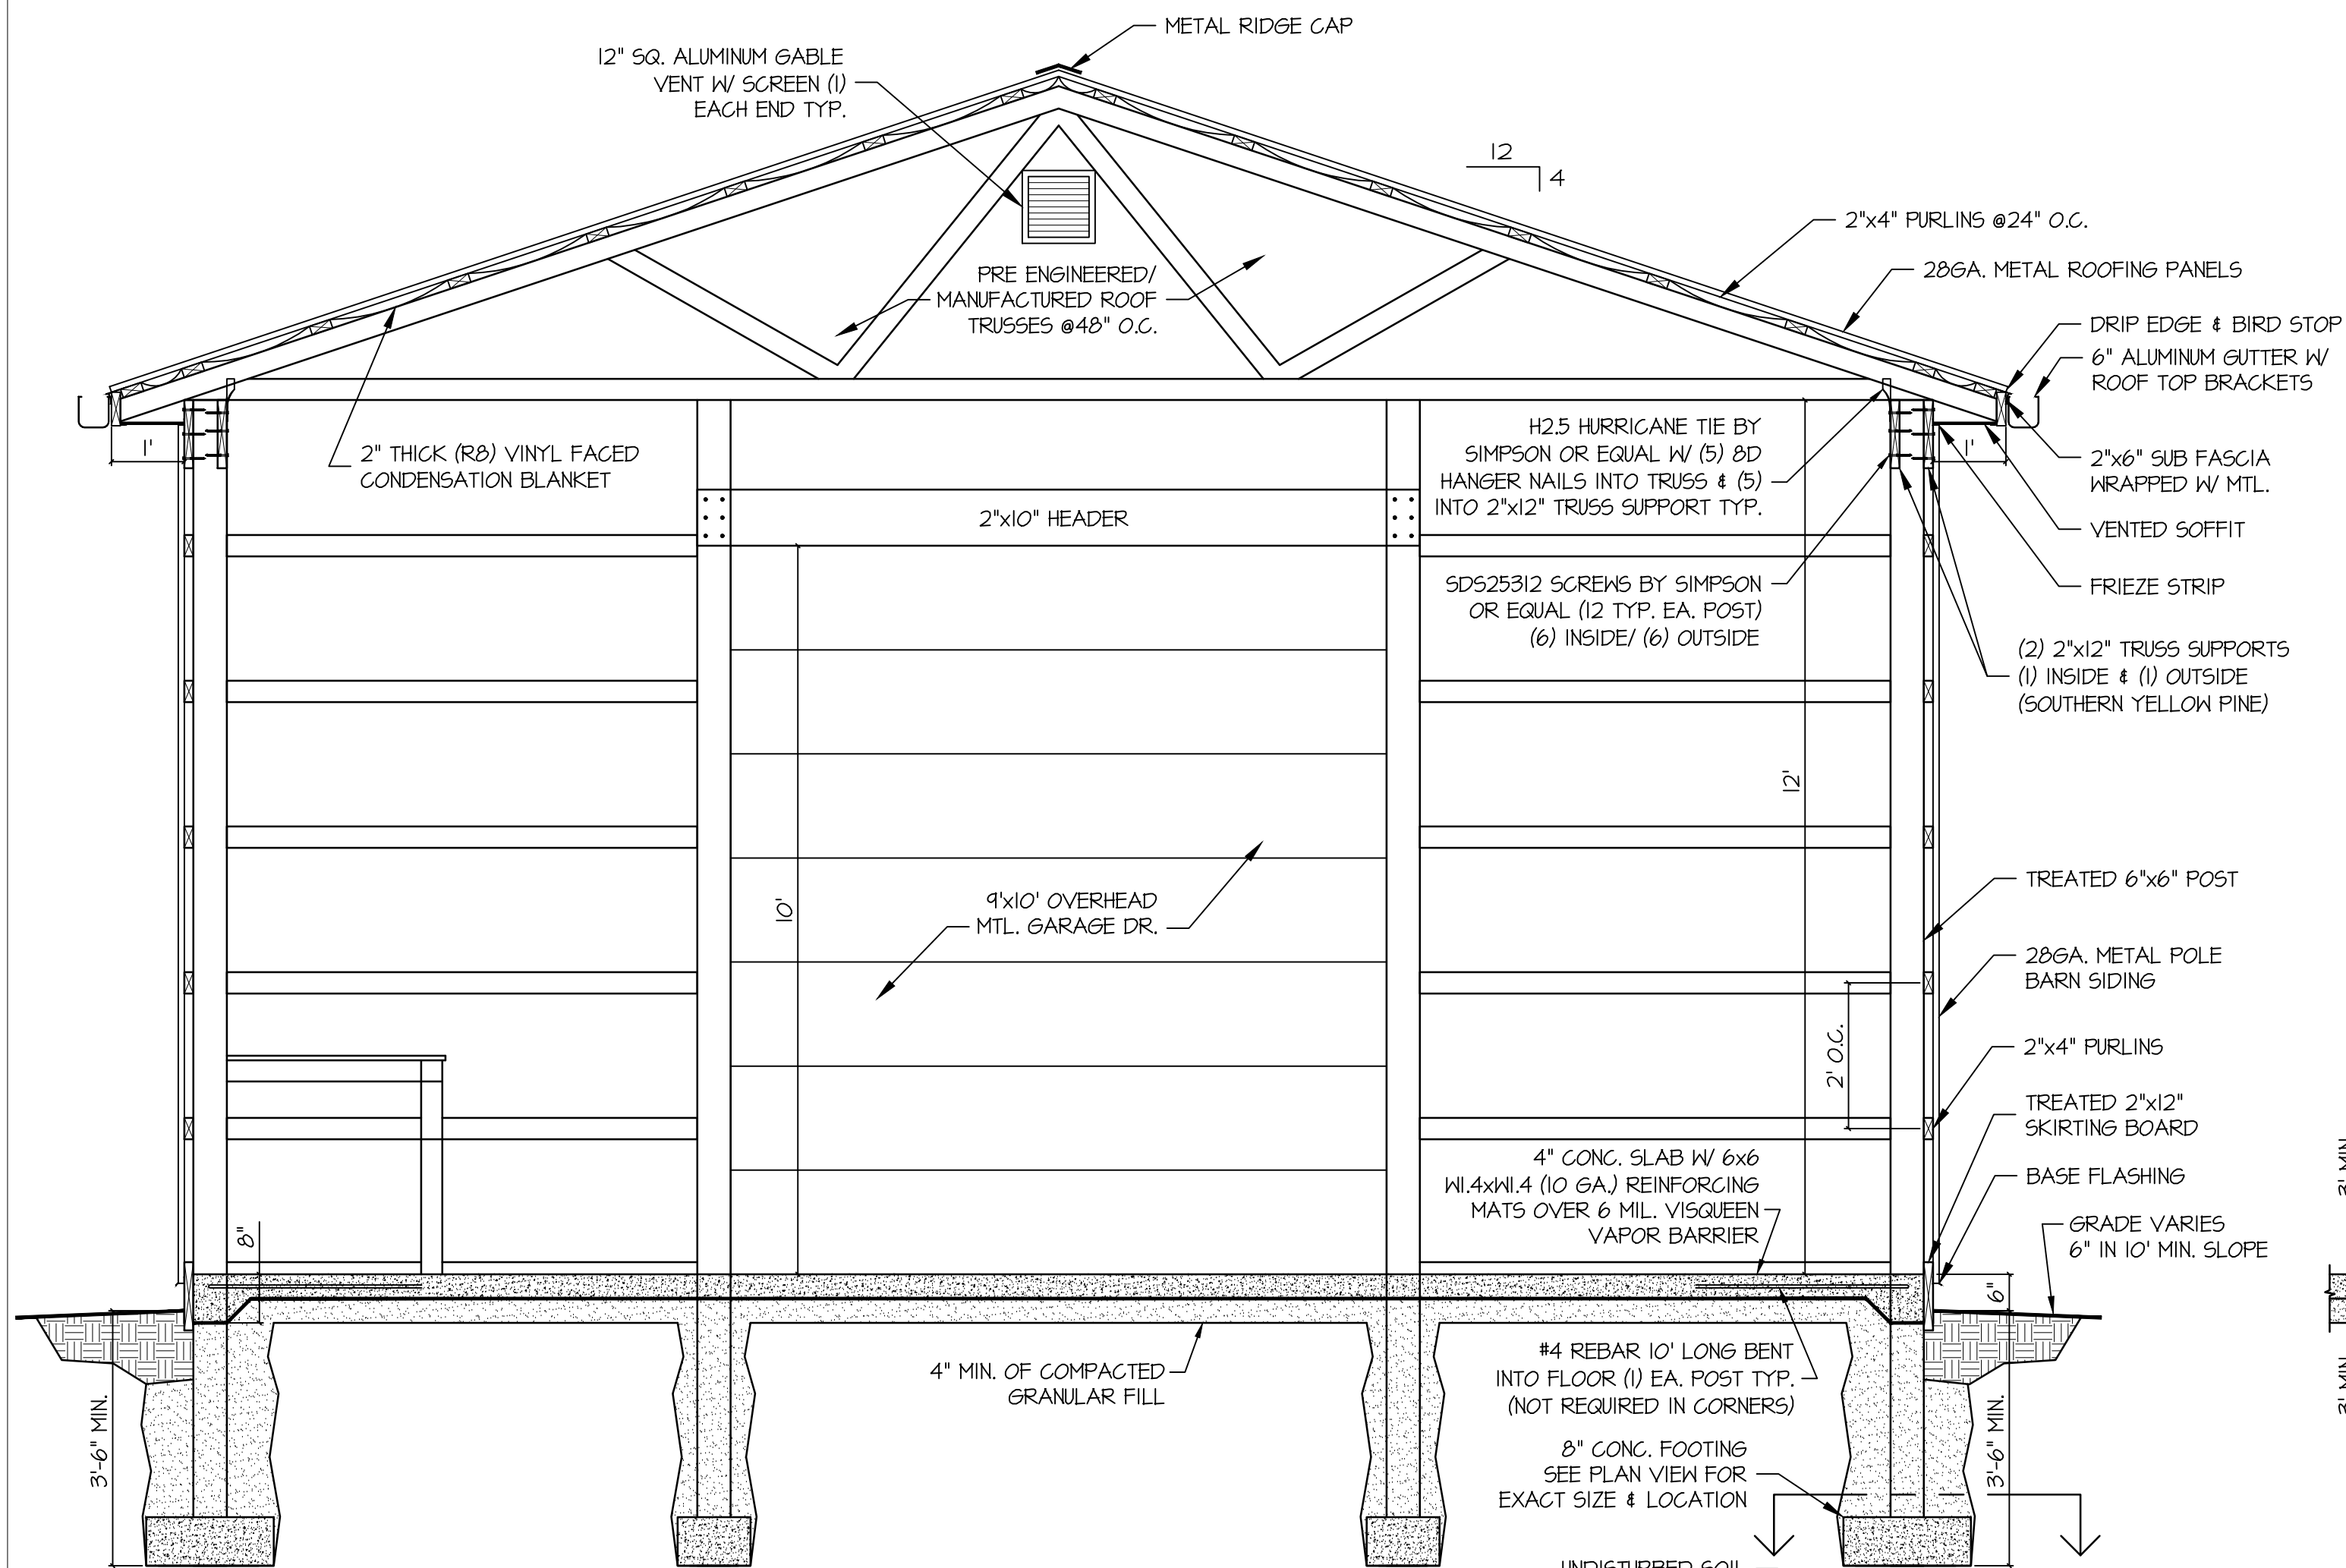 METAL RIDGE CAP
12" SQ. ALUMINUM GABLE
VENT W/ SCREEN (1)
EACH END TYP.
12
4
2"x4" PURLINS @24" O.C.
28GA. METAL ROOFING PANELS
PRE ENGINEERED/
MANUFACTURED ROOF
TRUSSES @48" O.C.
DRIP EDGE & BIRD STOP
6" ALUMINUM GUTTER W/
ROOF TOP BRACKETS
1'
2" THICK (R8) VINYL FACED
CONDENSATION BLANKET
H2.5 HURRICANE TIE BY
SIMPSON OR EQUAL W/ (5) 8D
HANGER NAILS INTO TRUSS & (5)
INTO 2"x12" TRUSS SUPPORT TYP.
1'
2"x6" SUB FASCIA
WRAPPED W/ MTL.
2"x10" HEADER
VENTED SOFFIT
SDS25312 SCREWS BY SIMPSON
OR EQUAL (12 TYP. EA. POST)
(6) INSIDE/ (6) OUTSIDE
FRIEZE STRIP
(2) 2"x12" TRUSS SUPPORTS
(1) INSIDE & (1) OUTSIDE
(SOUTHERN YELLOW PINE)
12'
10'
9'x10' OVERHEAD
MTL. GARAGE DR.
TREATED 6"x6" POST
28GA. METAL POLE
BARN SIDING
2' O.C.
2"x4" PURLINS
TREATED 2"x12"
SKIRTING BOARD
4" CONC. SLAB W/ 6x6
W1.4xW1.4 (10 GA.) REINFORCING
MATS OVER 6 MIL. VISQUEEN
VAPOR BARRIER
BASE FLASHING
GRADE VARIES
6" IN 10' MIN. SLOPE
8"
6"
4" MIN. OF COMPACTED
GRANULAR FILL
#4 REBAR 10' LONG BENT
INTO FLOOR (1) EA. POST TYP.
(NOT REQUIRED IN CORNERS)
3'-6" MIN.
3'-6" MIN.
8" CONC. FOOTING
SEE PLAN VIEW FOR
EXACT SIZE & LOCATION
UNDISTURBED SOIL